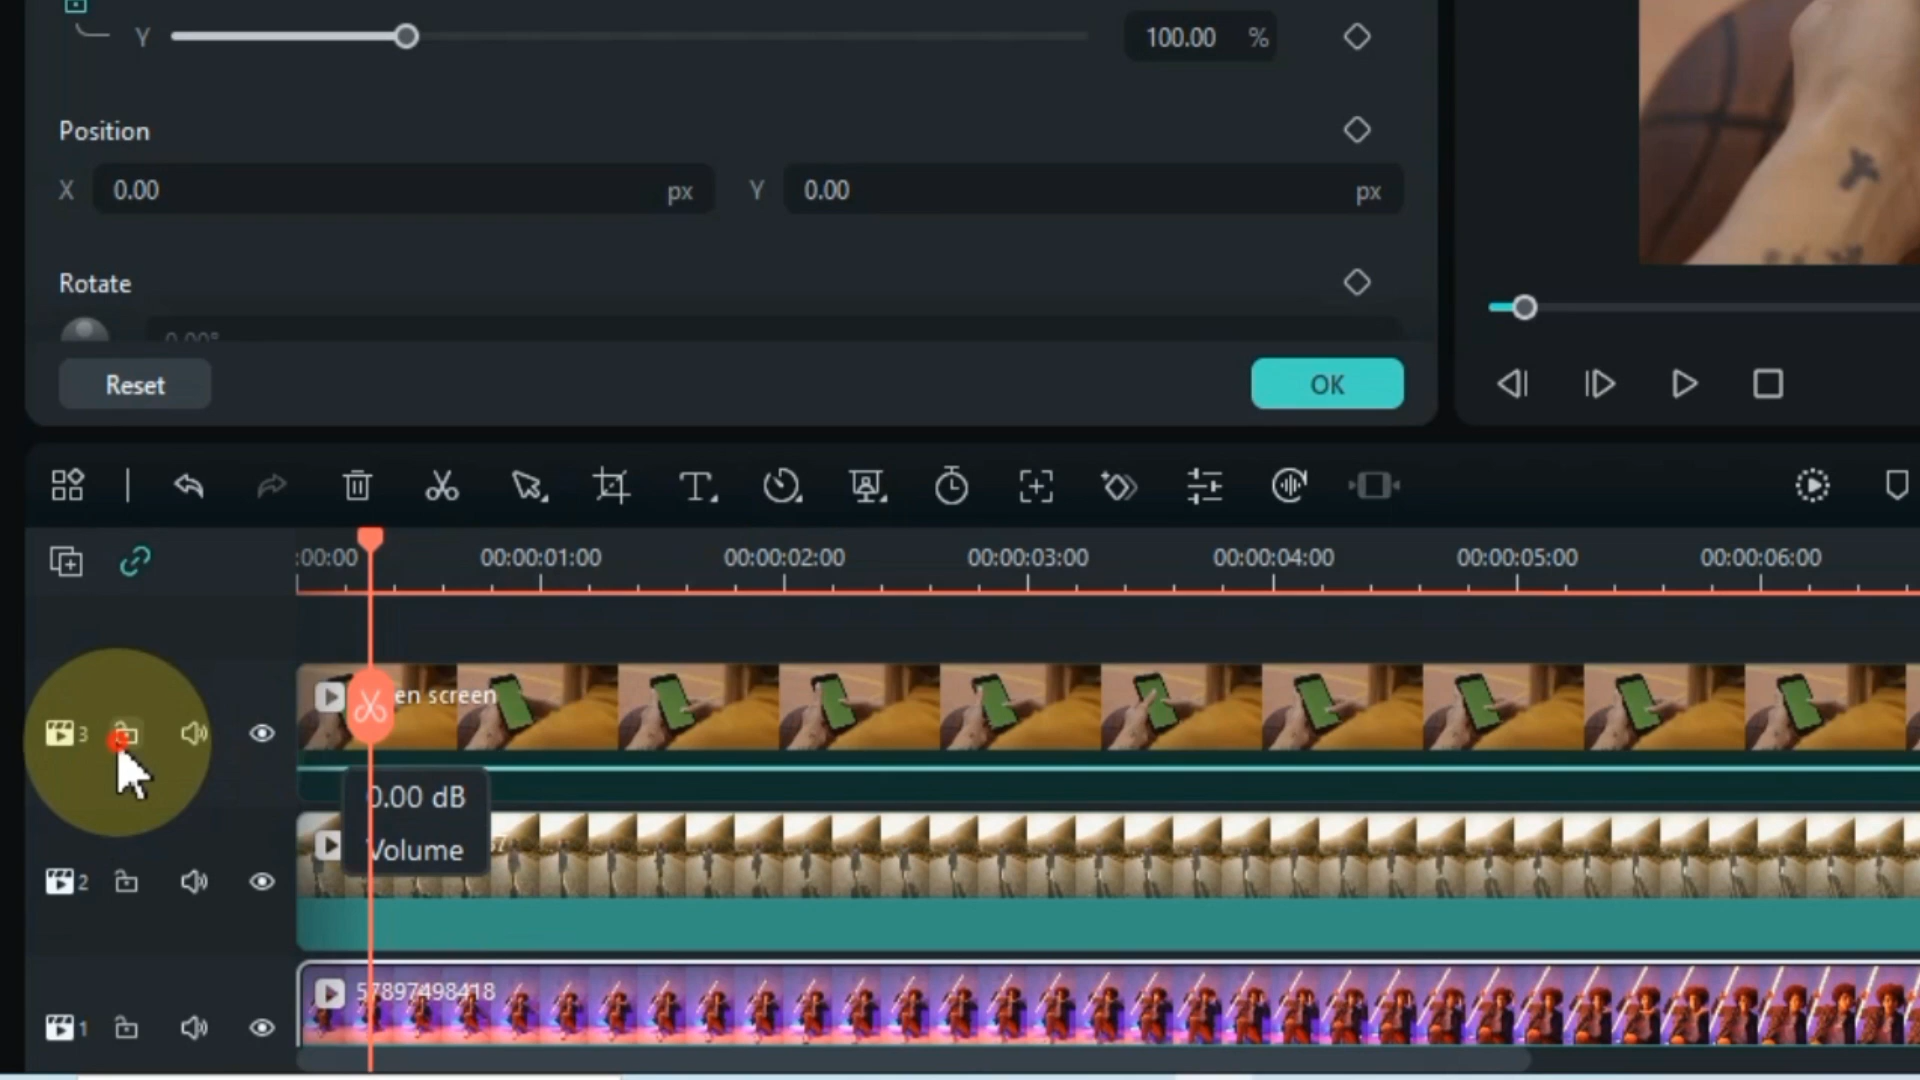 Y 100.00 %
Position
X 0.00 px Y 0.00 px
Rotate
0.00°
Reset OK
:00:00 00:00:01:00 00:00:02:00 00:00:03:00 00:00:04:00 00:00:05:00 00:00:06:00
en screen
3
0.00 dB
Volume
2
57897498418
1